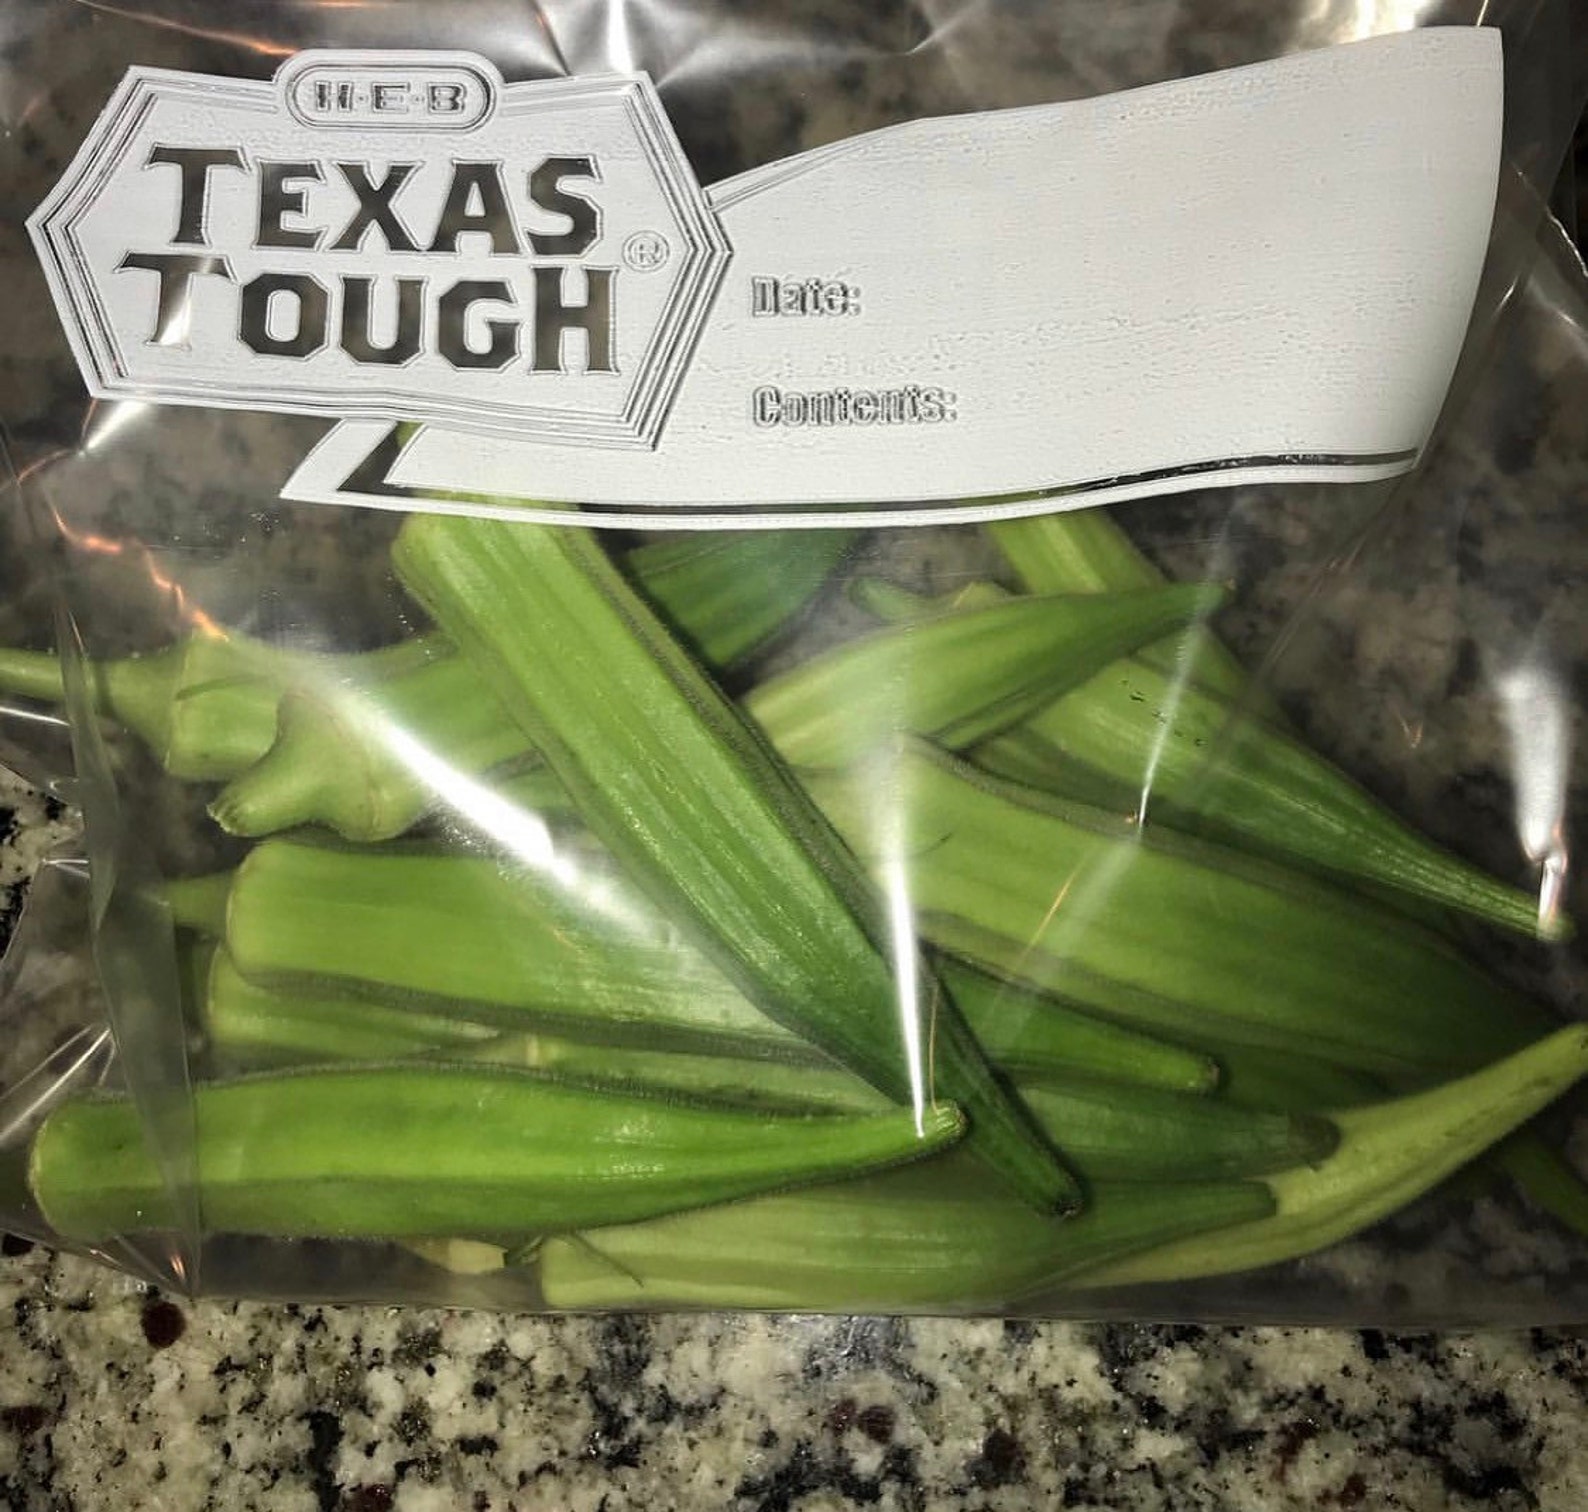 H-E-B
TEXAS
TOUGH®
Date:
Contents: